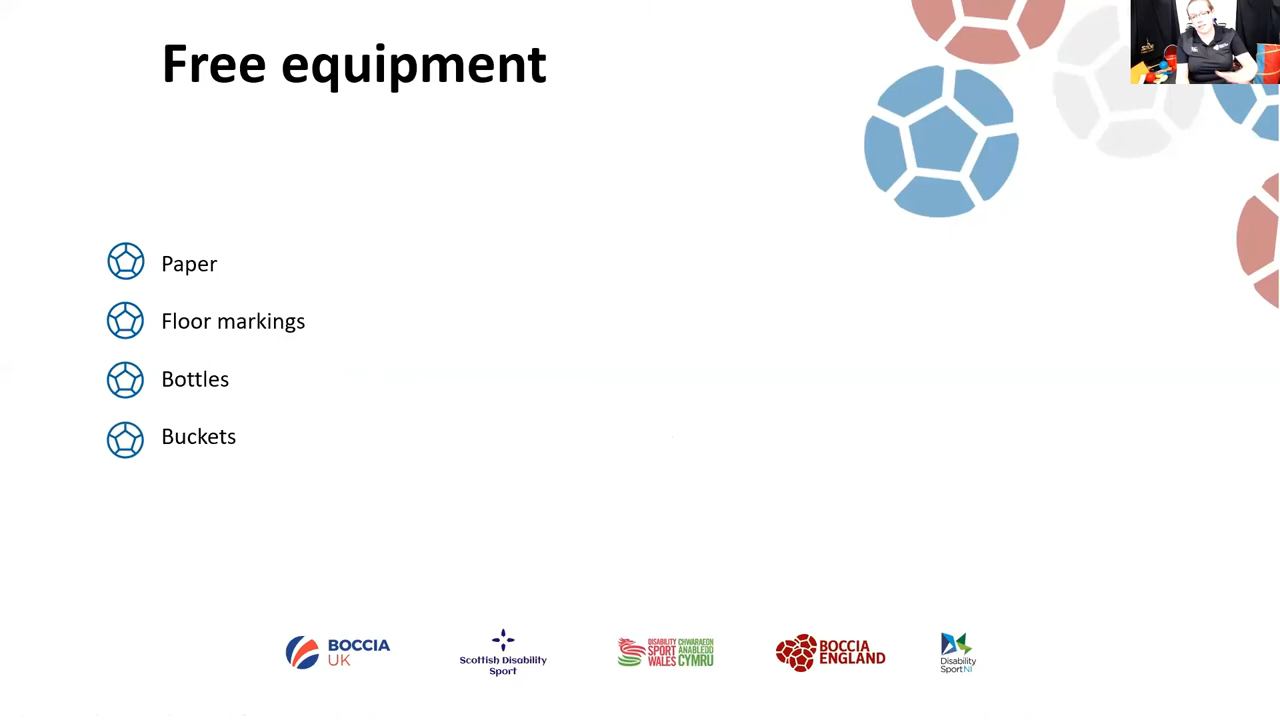 Free equipment
Paper
Floor markings
Bottles
Buckets
BOCCIA
UK
Scottish Disability
Sport
DISABILITY CHWARAEON
SPORT ANABLEDD
WALES CYMRU
BOCCIA
ENGLAND
Disability
Sport NI